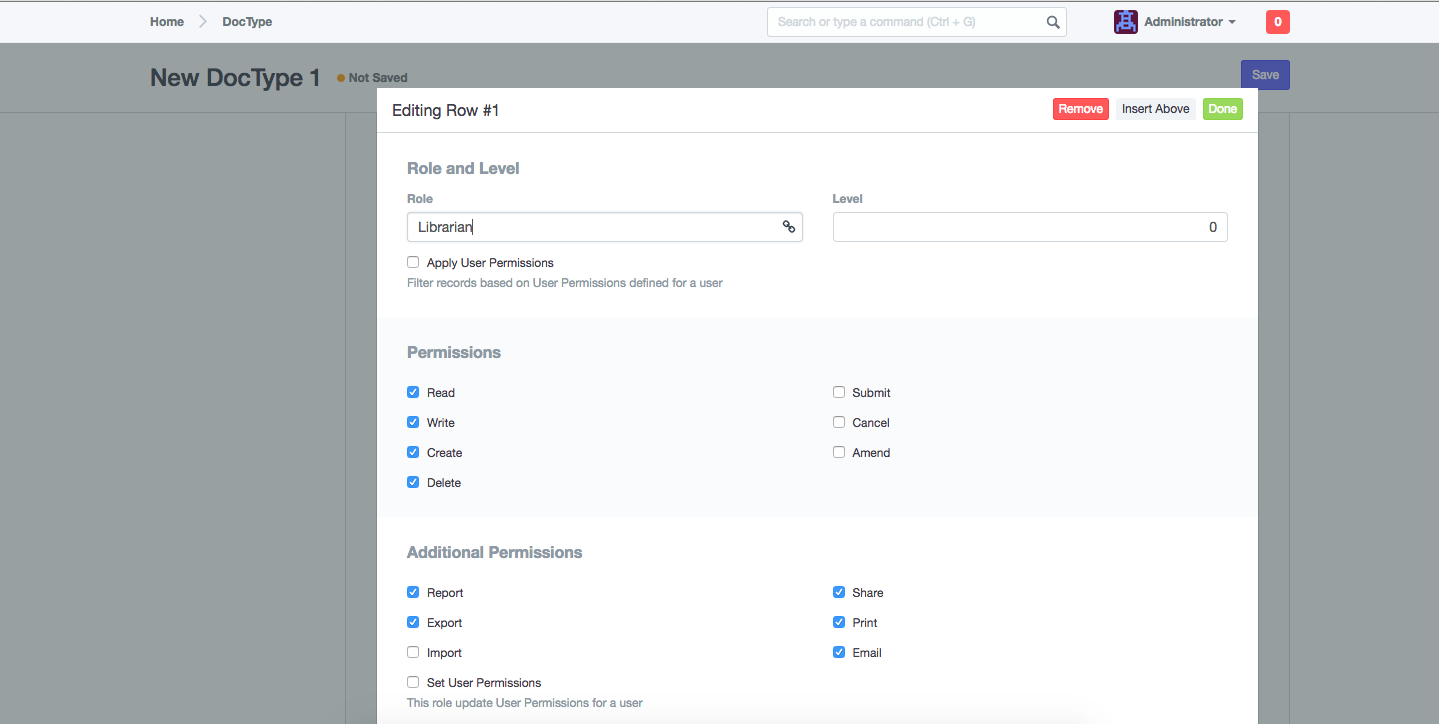 Home DocType Search or type a command (Ctrl + G) Administrator 0
New DocType 1 Not Saved Save
Editing Row #1 Remove Insert Above Done
Role and Level
Role Level
Librarian 0
Apply User Permissions
Filter records based on User Permissions defined for a user
Permissions
Read Submit
Write Cancel
Create Amend
Delete
Additional Permissions
Report Share
Export Print
Import Email
Set User Permissions
This role update User Permissions for a user